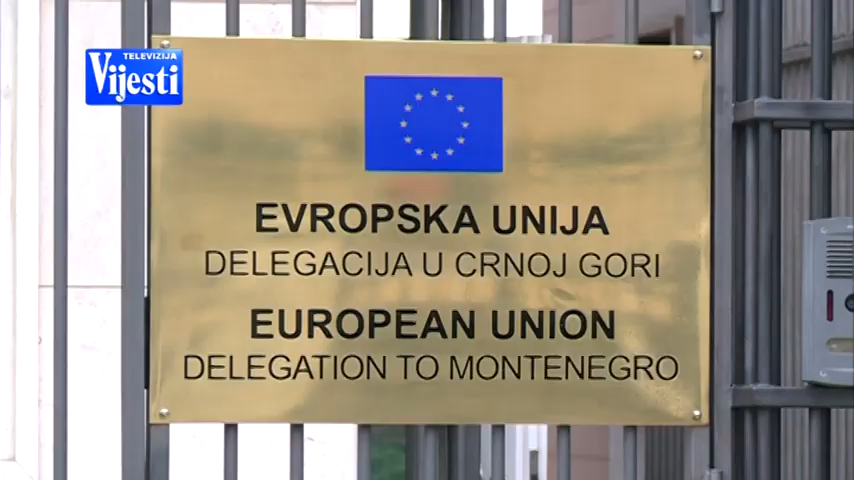 TELEVIZIJA
Vijesti
EVROPSKA UNIJA
DELEGACIJA U CRNOJ GORI
EUROPEAN UNION
DELEGATION TO MONTENEGRO